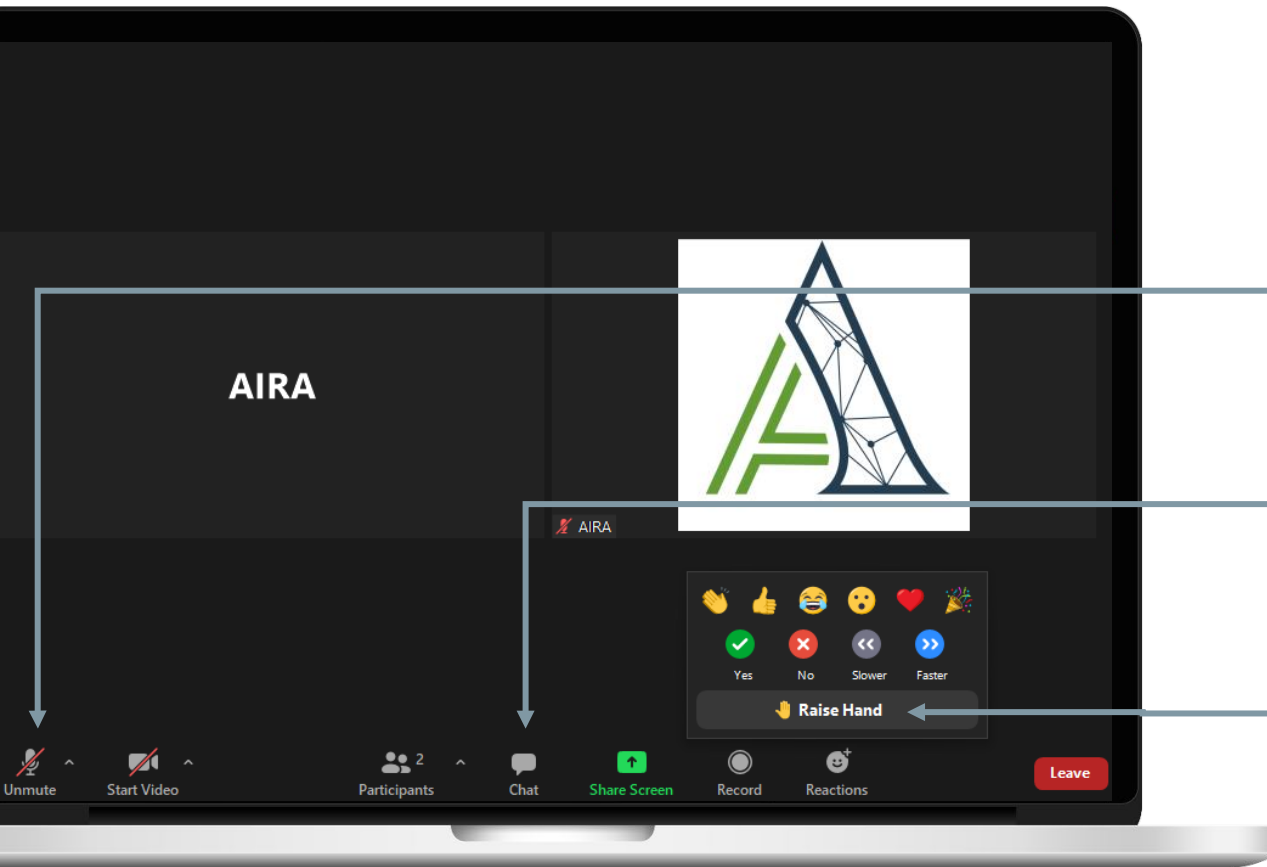 AIRA
AIRA
Yes No Slower Faster
Raise Hand
2
Unmute Start Video Participants Chat Share Screen Record Reactions Leave